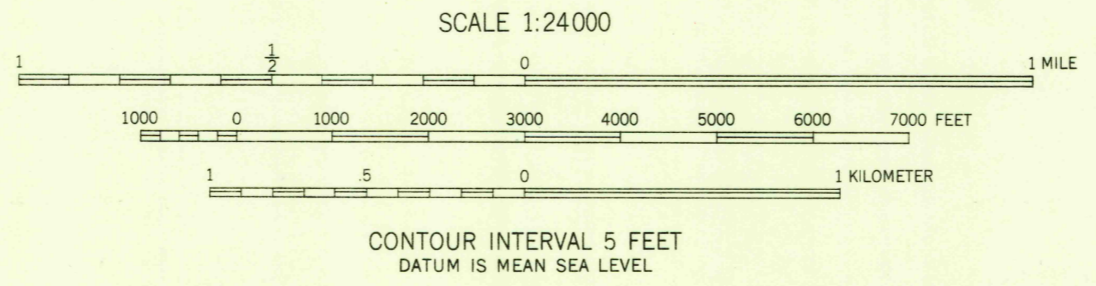 SCALE 1:24000
1 1/2 0 1 MILE
1000 0 1000 2000 3000 4000 5000 6000 7000 FEET
1 .5 0 1 KILOMETER
CONTOUR INTERVAL 5 FEET
DATUM IS MEAN SEA LEVEL